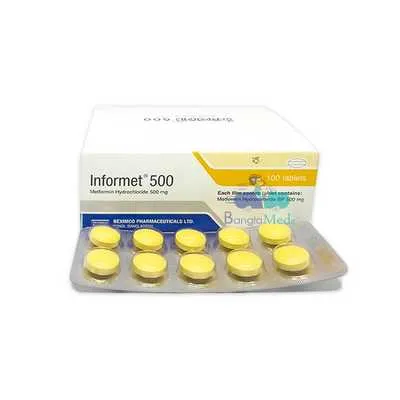 Informet® 500
Metformin Hydrochloride 500 mg
BEXIMCO PHARMACEUTICALS LTD.
100 tablets
Each film coated tablet contains:
Metformin Hydrochloride BP 500 mg
BanglaMeds